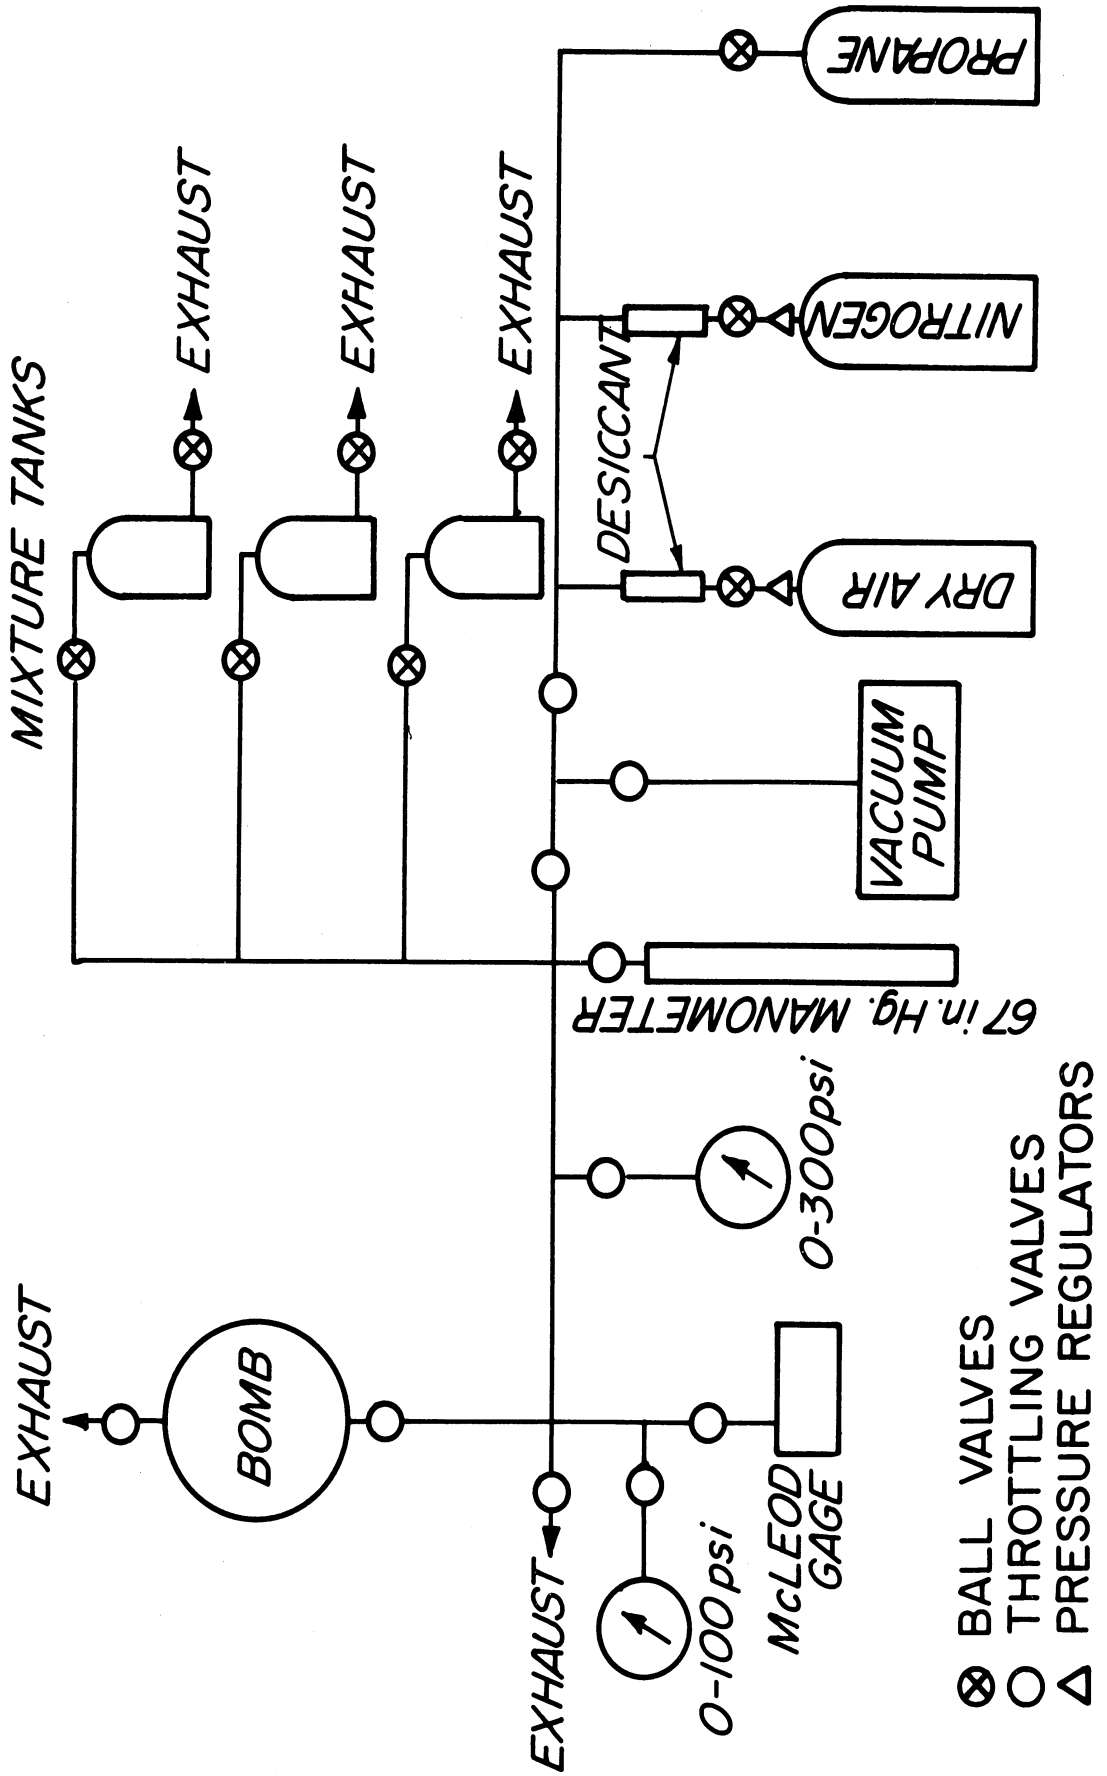 MIXTURE TANKS
EXHAUST
EXHAUST
EXHAUST
EXHAUST
BOMB
EXHAUST
0-100psi
McLEOD
GAGE
0-300psi
67 in. Hg. MANOMETER
VACUUM
PUMP
DESICCANT
DRY AIR
NITROGEN
PROPANE
BALL VALVES
THROTTLING VALVES
PRESSURE REGULATORS